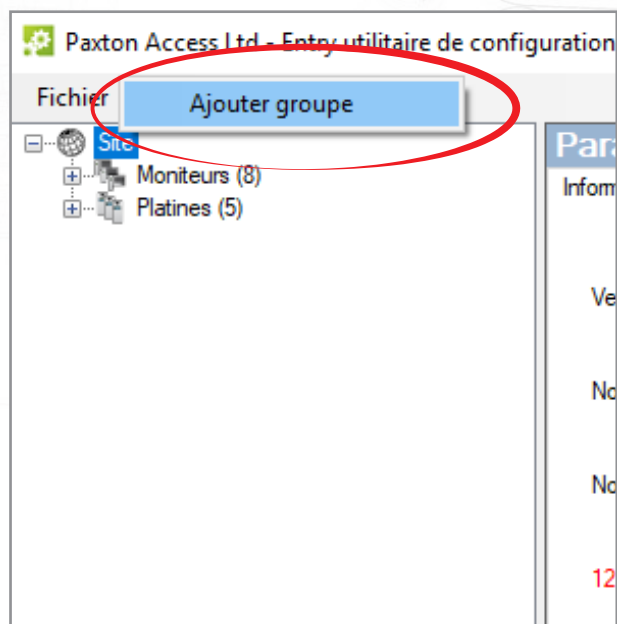 Paxton Access Ltd - Entry utilitaire de configuration
Fichier
Ajouter groupe
Site
Moniteurs (8)
Platines (5)
Para
Inform
Ve
No
No
12